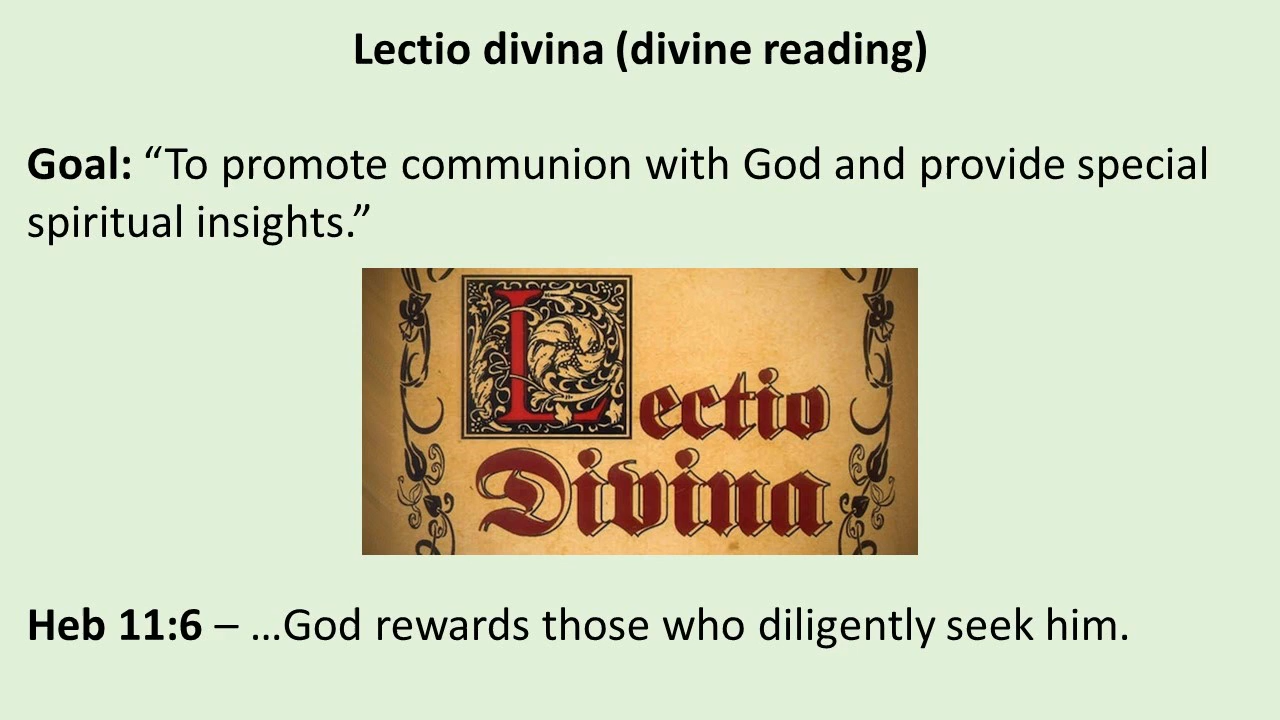 Lectio divina (divine reading)
Goal: “To promote communion with God and provide special
spiritual insights.”
Lectio
Divina
Heb 11:6 – …God rewards those who diligently seek him.